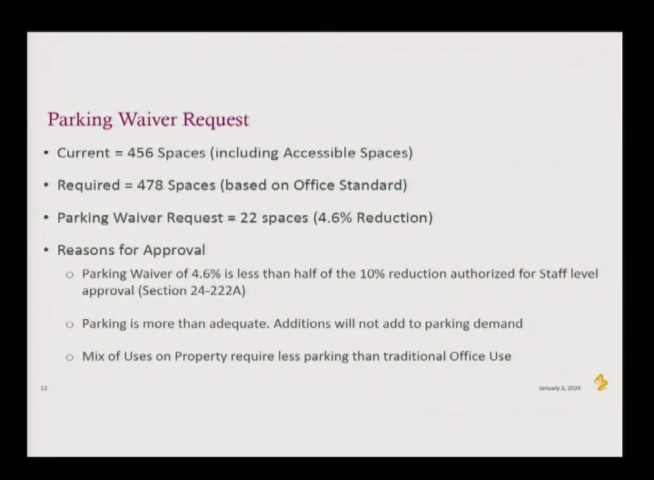 Parking Waiver Request
• Current = 456 Spaces (including Accessible Spaces)
• Required = 478 Spaces (based on Office Standard)
• Parking Waiver Request = 22 spaces (4.6% Reduction)
• Reasons for Approval
o Parking Waiver of 4.6% is less than half of the 10% reduction authorized for Staff level
approval (Section 24-222A)
o Parking is more than adequate. Additions will not add to parking demand
o Mix of Uses on Property require less parking than traditional Office Use
January 3, 2024